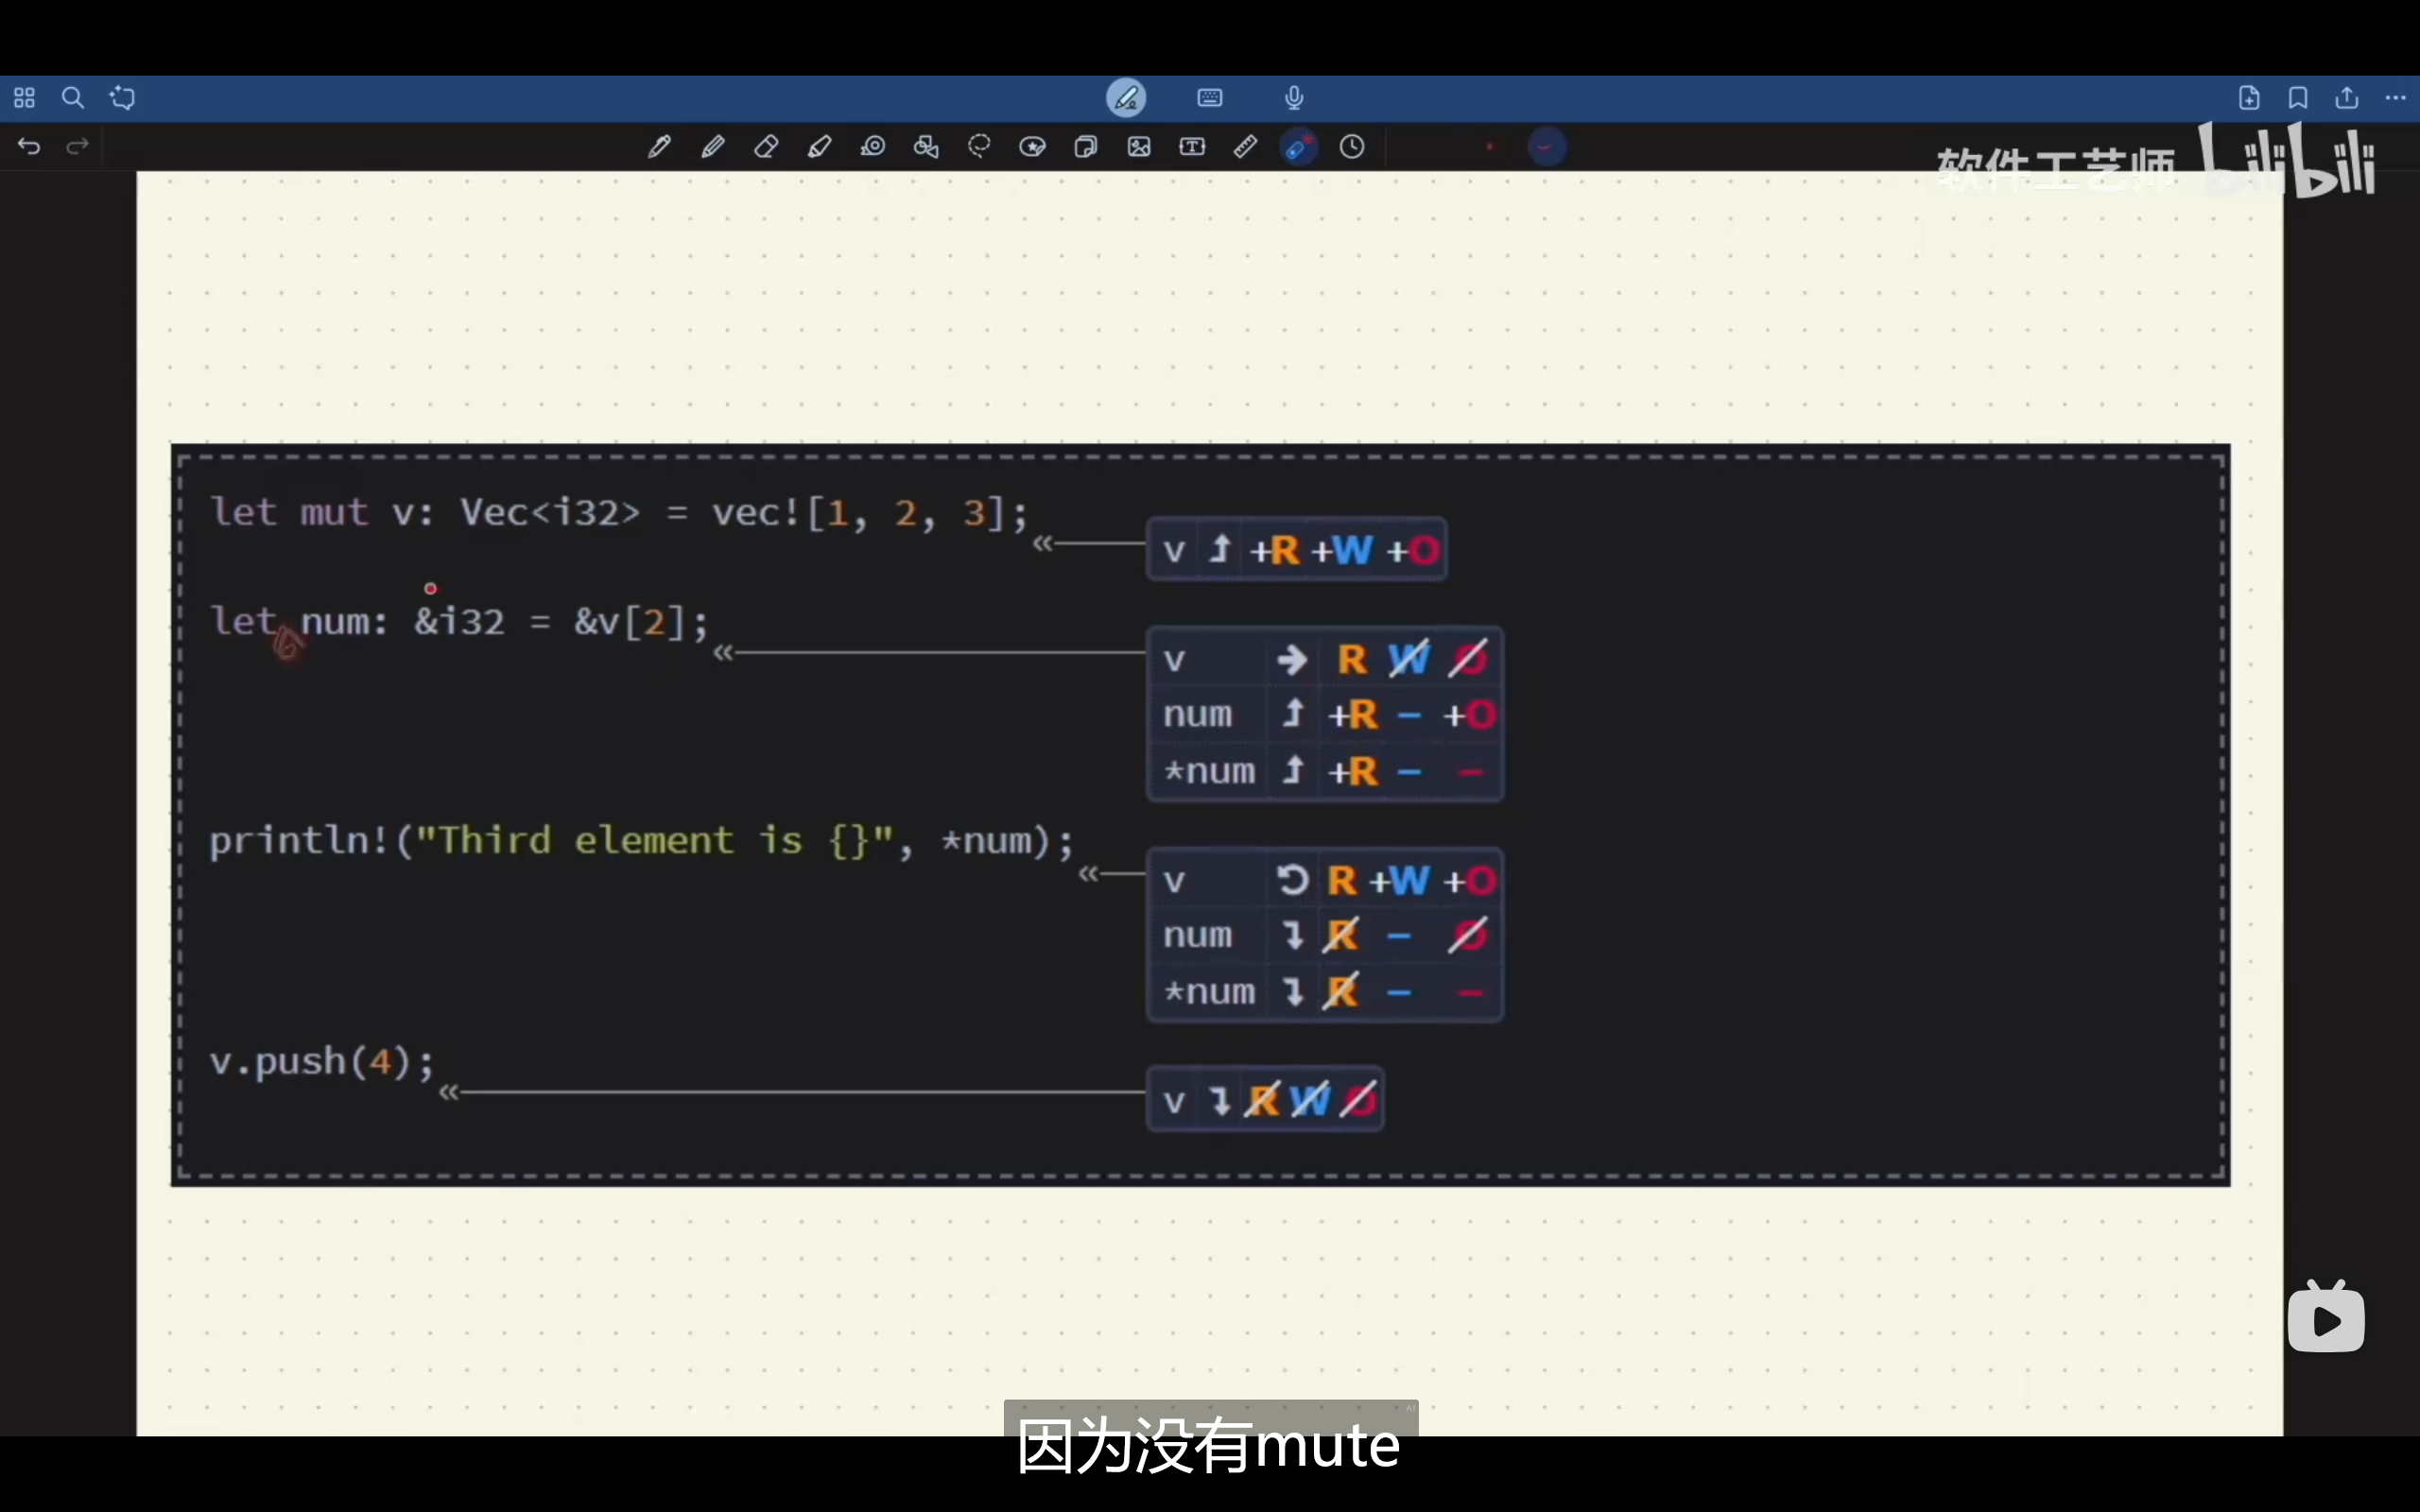 软件工艺师 bilibili
let mut v: Vec<i32> = vec![1, 2, 3];
v +R +W +O
let num: &i32 = &v[2];
v R W O
num +R - +O
*num +R - -
println!("Third element is {}", *num);
v R +W +O
num R - O
*num R - -
v.push(4);
v R W O
AI
因为没有mute